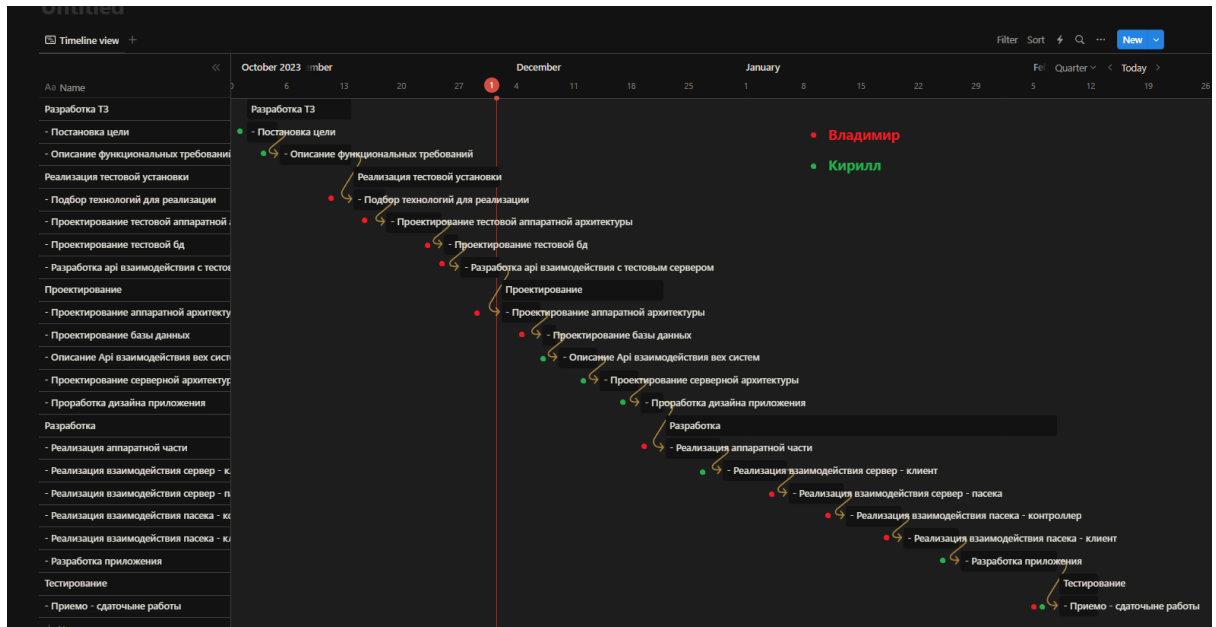 Untitled
Timeline view +
Filter Sort New
October 2023 mber December January Fe Quarter Today
Aa Name
6 13 20 27 1 4 11 18 25 1 8 15 22 29 5 12 19 26
Разработка ТЗ Разработка ТЗ
- Постановка цели - Постановка цели
Владимир
- Описание функциональных требований - Описание функциональных требований
Кирилл
Реализация тестовой установки Реализация тестовой установки
- Подбор технологий для реализации - Подбор технологий для реализации
- Проектирование тестовой аппаратной - Проектирование тестовой аппаратной архитектуры
- Проектирование тестовой бд - Проектирование тестовой бд
- Разработка api взаимодействия с тестов - Разработка api взаимодействия с тестовым сервером
Проектирование Проектирование
- Проектирование аппаратной архитекту - Проектирование аппаратной архитектуры
- Проектирование базы данных - Проектирование базы данных
- Описание Api взаимодействия вех сист - Описание Api взаимодействия вех систем
- Проектирование серверной архитектур - Проектирование серверной архитектуры
- Проработка дизайна приложения - Проработка дизайна приложения
Разработка Разработка
- Реализация аппаратной части - Реализация аппаратной части
- Реализация взаимодействия сервер - к - Реализация взаимодействия сервер - клиент
- Реализация взаимодействия сервер - п - Реализация взаимодействия сервер - пасека
- Реализация взаимодействия пасека - к - Реализация взаимодействия пасека - контроллер
- Реализация взаимодействия пасека - к - Реализация взаимодействия пасека - клиент
- Разработка приложения - Разработка приложения
Тестирование Тестирование
- Приемо - сдаточыне работы - Приемо - сдаточыне работы